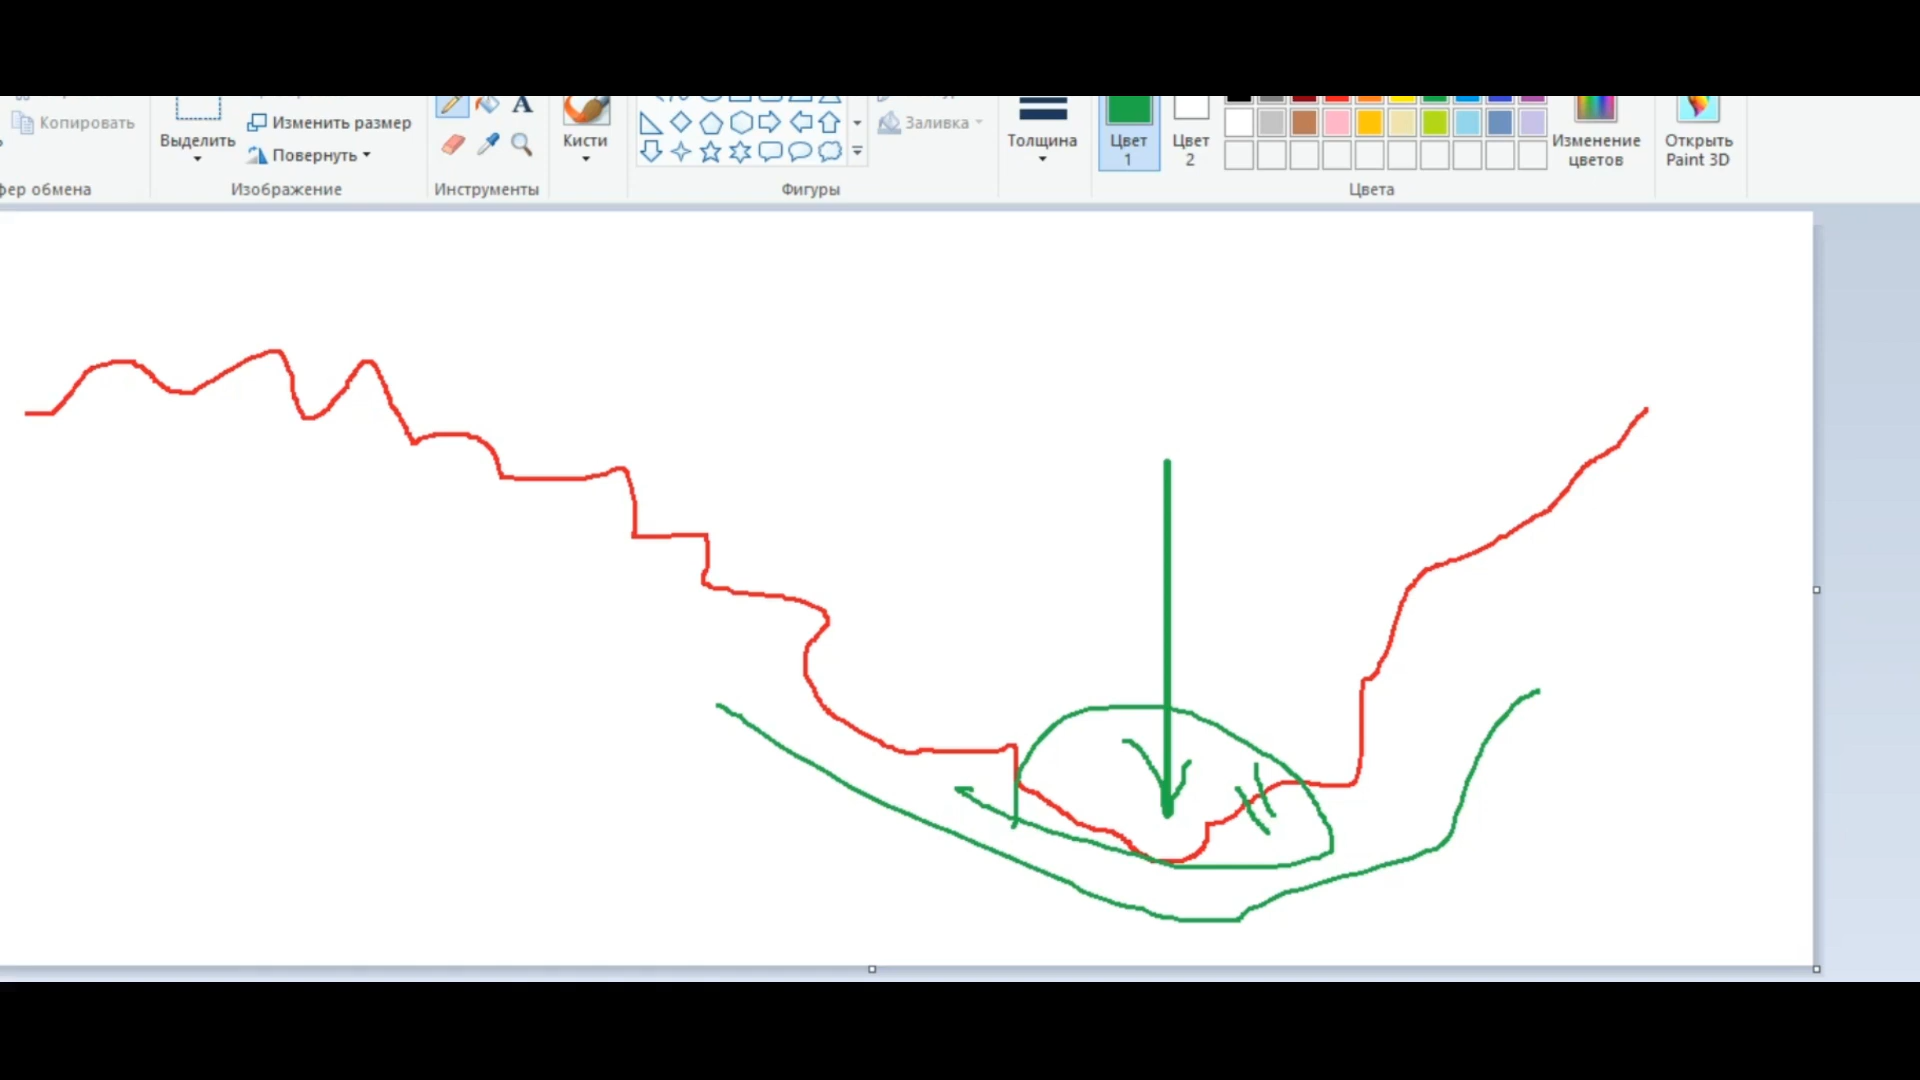 Копировать
Выделить
Изменить размер
Повернуть
A
Кисти
Заливка
Толщина
Цвет
1
Цвет
2
Изменение
цветов
Открыть
Paint 3D
фер обмена
Изображение
Инструменты
Фигуры
Цвета